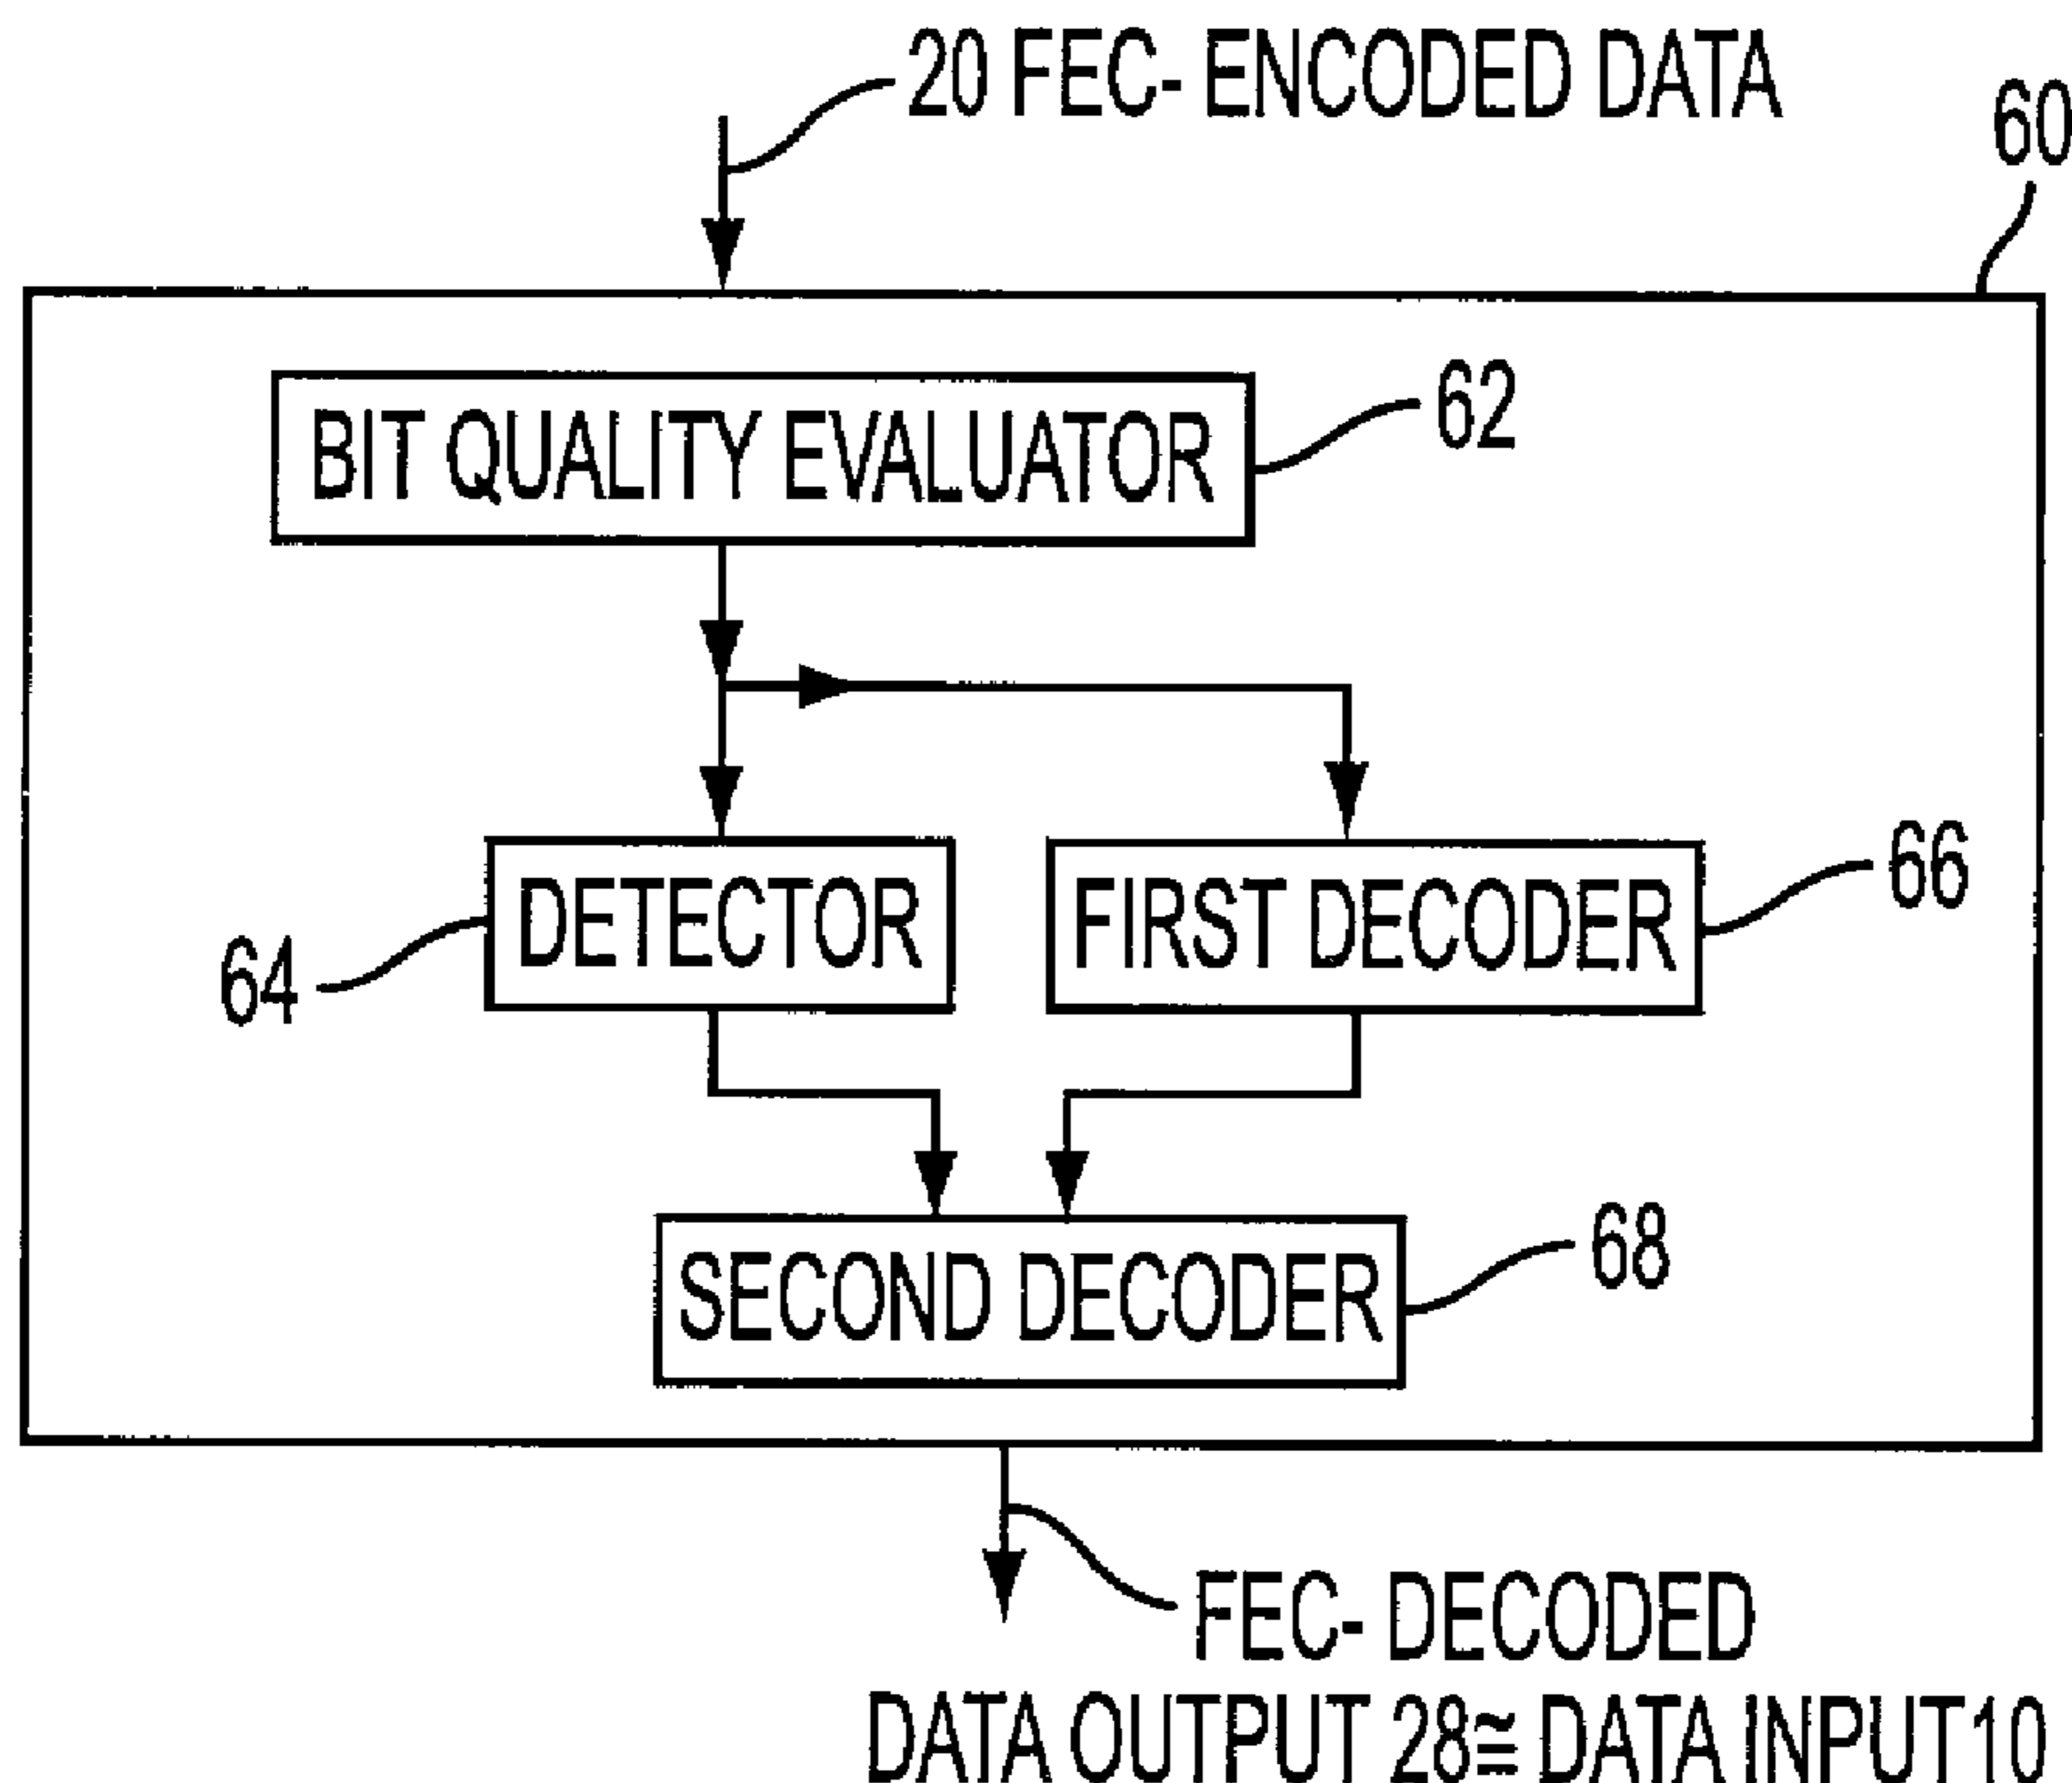 20 FEC- ENCODED DATA
60
BIT QUALITY EVALUATOR
62
DETECTOR
FIRST DECODER
66
64
SECOND DECODER
68
FEC- DECODED
DATA OUTPUT 28≅ DATA INPUT 10